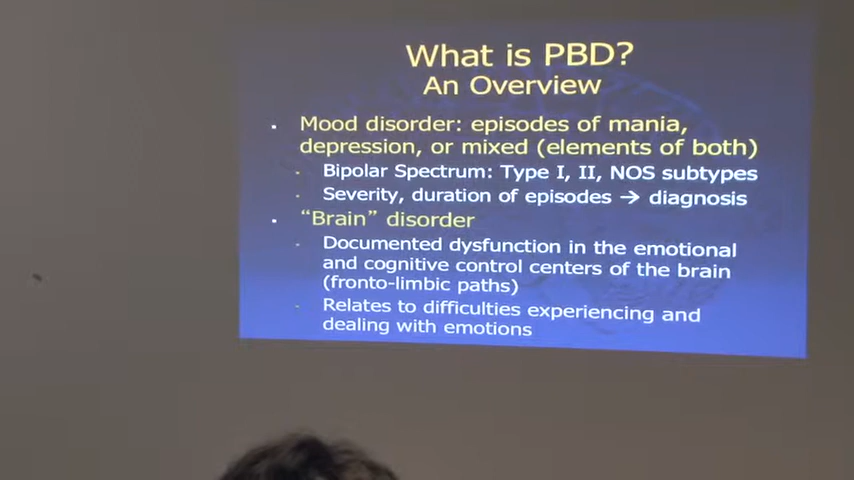 What is PBD?
An Overview
Mood disorder: episodes of mania,
depression, or mixed (elements of both)
Bipolar Spectrum: Type I, II, NOS subtypes
Severity, duration of episodes → diagnosis
“Brain” disorder
Documented dysfunction in the emotional
and cognitive control centers of the brain
(fronto-limbic paths)
Relates to difficulties experiencing and
dealing with emotions